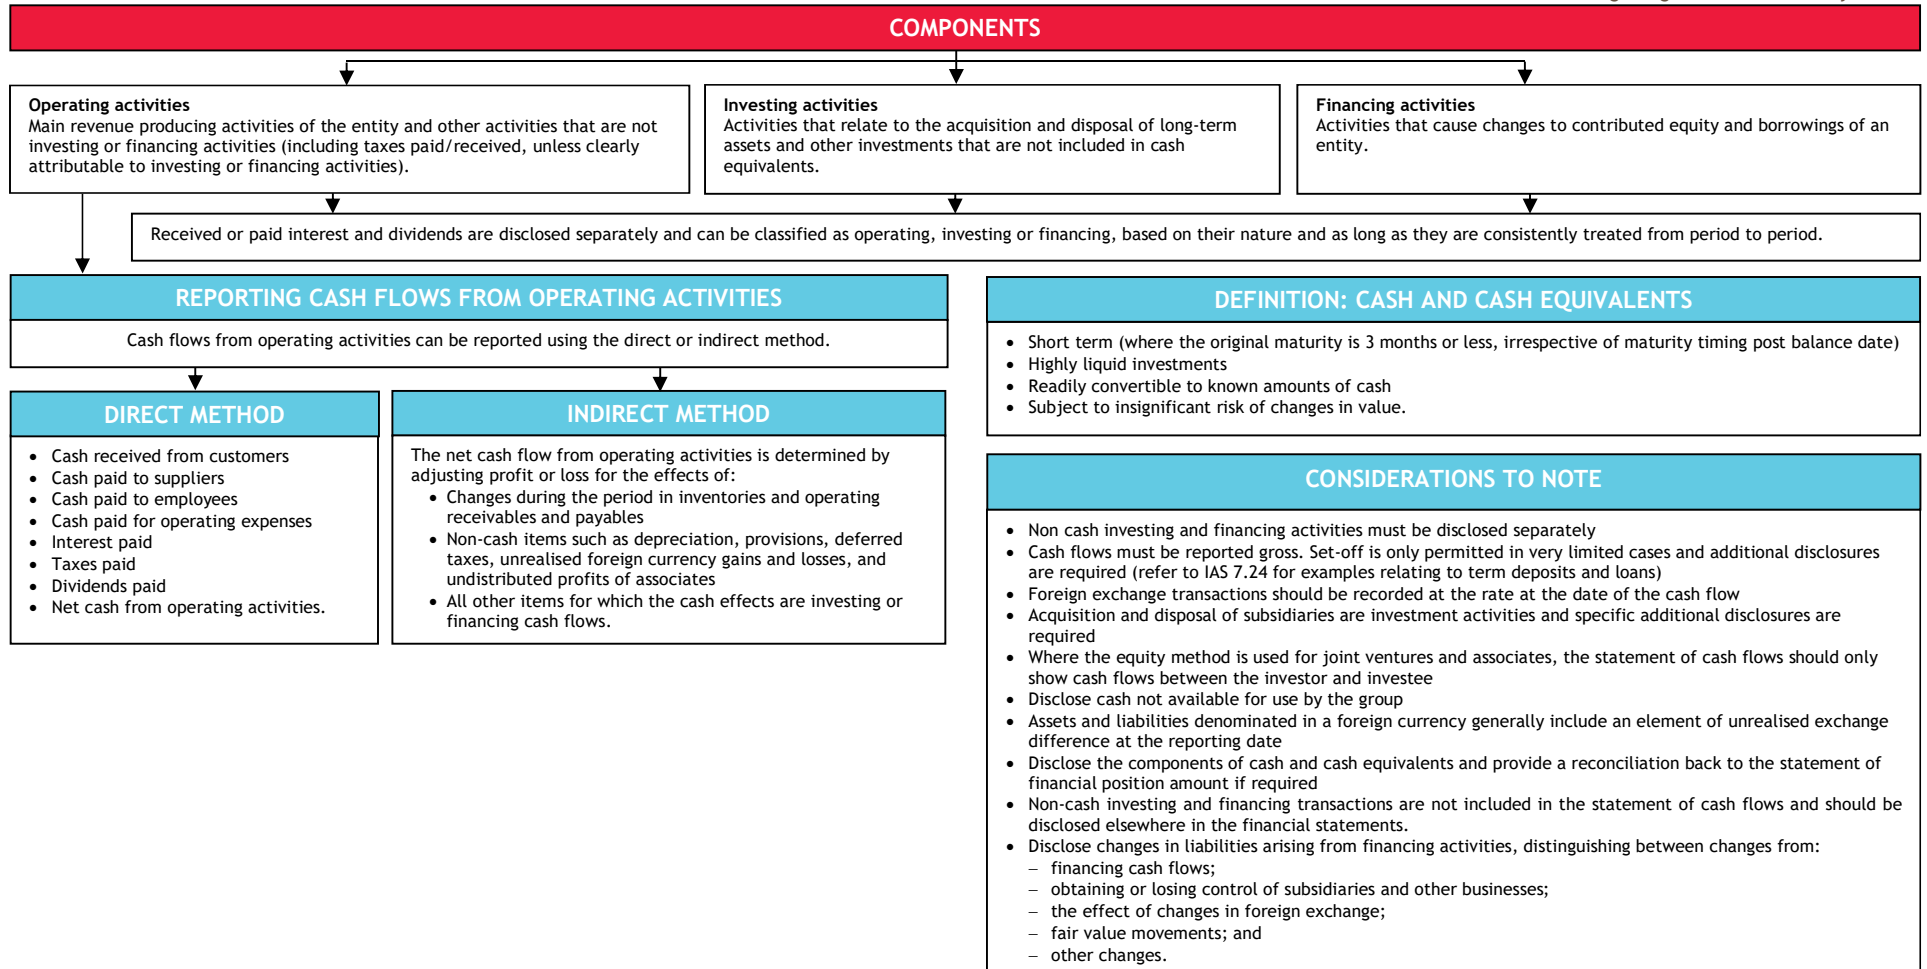 COMPONENTS
Operating activities
Main revenue producing activities of the entity and other activities that are not
investing or financing activities (including taxes paid/received, unless clearly
attributable to investing or financing activities).
Investing activities
Activities that relate to the acquisition and disposal of long-term
assets and other investments that are not included in cash
equivalents.
Financing activities
Activities that cause changes to contributed equity and borrowings of an
entity.
Received or paid interest and dividends are disclosed separately and can be classified as operating, investing or financing, based on their nature and as long as they are consistently treated from period to period.
REPORTING CASH FLOWS FROM OPERATING ACTIVITIES
Cash flows from operating activities can be reported using the direct or indirect method.
DIRECT METHOD
• Cash received from customers
• Cash paid to suppliers
• Cash paid to employees
• Cash paid for operating expenses
• Interest paid
• Taxes paid
• Dividends paid
• Net cash from operating activities.
INDIRECT METHOD
The net cash flow from operating activities is determined by
adjusting profit or loss for the effects of:
• Changes during the period in inventories and operating
receivables and payables
• Non-cash items such as depreciation, provisions, deferred
taxes, unrealised foreign currency gains and losses, and
undistributed profits of associates
• All other items for which the cash effects are investing or
financing cash flows.
DEFINITION: CASH AND CASH EQUIVALENTS
• Short term (where the original maturity is 3 months or less, irrespective of maturity timing post balance date)
• Highly liquid investments
• Readily convertible to known amounts of cash
• Subject to insignificant risk of changes in value.
CONSIDERATIONS TO NOTE
• Non cash investing and financing activities must be disclosed separately
• Cash flows must be reported gross. Set-off is only permitted in very limited cases and additional disclosures
are required (refer to IAS 7.24 for examples relating to term deposits and loans)
• Foreign exchange transactions should be recorded at the rate at the date of the cash flow
• Acquisition and disposal of subsidiaries are investment activities and specific additional disclosures are
required
• Where the equity method is used for joint ventures and associates, the statement of cash flows should only
show cash flows between the investor and investee
• Disclose cash not available for use by the group
• Assets and liabilities denominated in a foreign currency generally include an element of unrealised exchange
difference at the reporting date
• Disclose the components of cash and cash equivalents and provide a reconciliation back to the statement of
financial position amount if required
• Non-cash investing and financing transactions are not included in the statement of cash flows and should be
disclosed elsewhere in the financial statements.
• Disclose changes in liabilities arising from financing activities, distinguishing between changes from:
– financing cash flows;
– obtaining or losing control of subsidiaries and other businesses;
– the effect of changes in foreign exchange;
– fair value movements; and
– other changes.